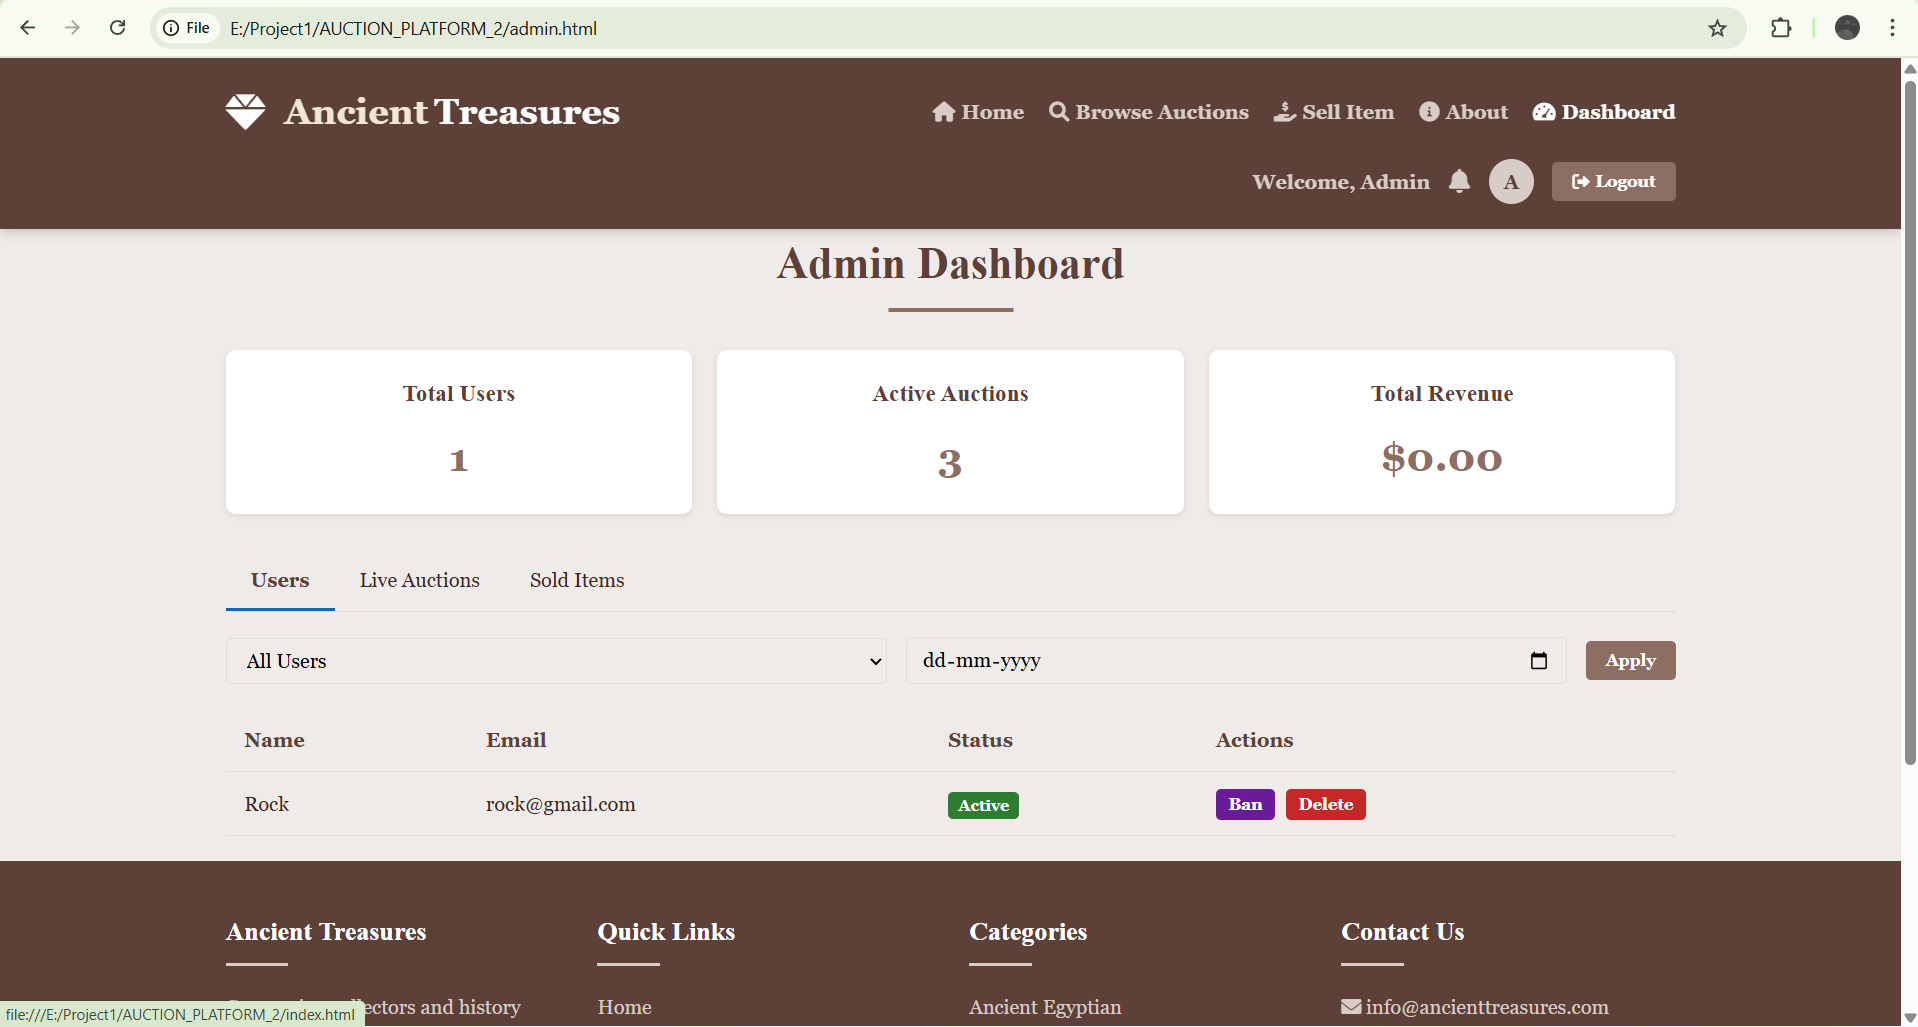 File E:/Project1/AUCTION_PLATFORM_2/admin.html
Ancient Treasures
Home Browse Auctions Sell Item About Dashboard
Welcome, Admin A Logout
Admin Dashboard
Total Users Active Auctions Total Revenue
1 3 $0.00
Users Live Auctions Sold Items
All Users dd-mm-yyyy Apply
Name Email Status Actions
Rock rock@gmail.com Active Ban Delete
Ancient Treasures Quick Links Categories Contact Us
and history Home Ancient Egyptian info@ancienttreasures.com
file:///E:/Project1/AUCTION_PLATFORM_2/index.html